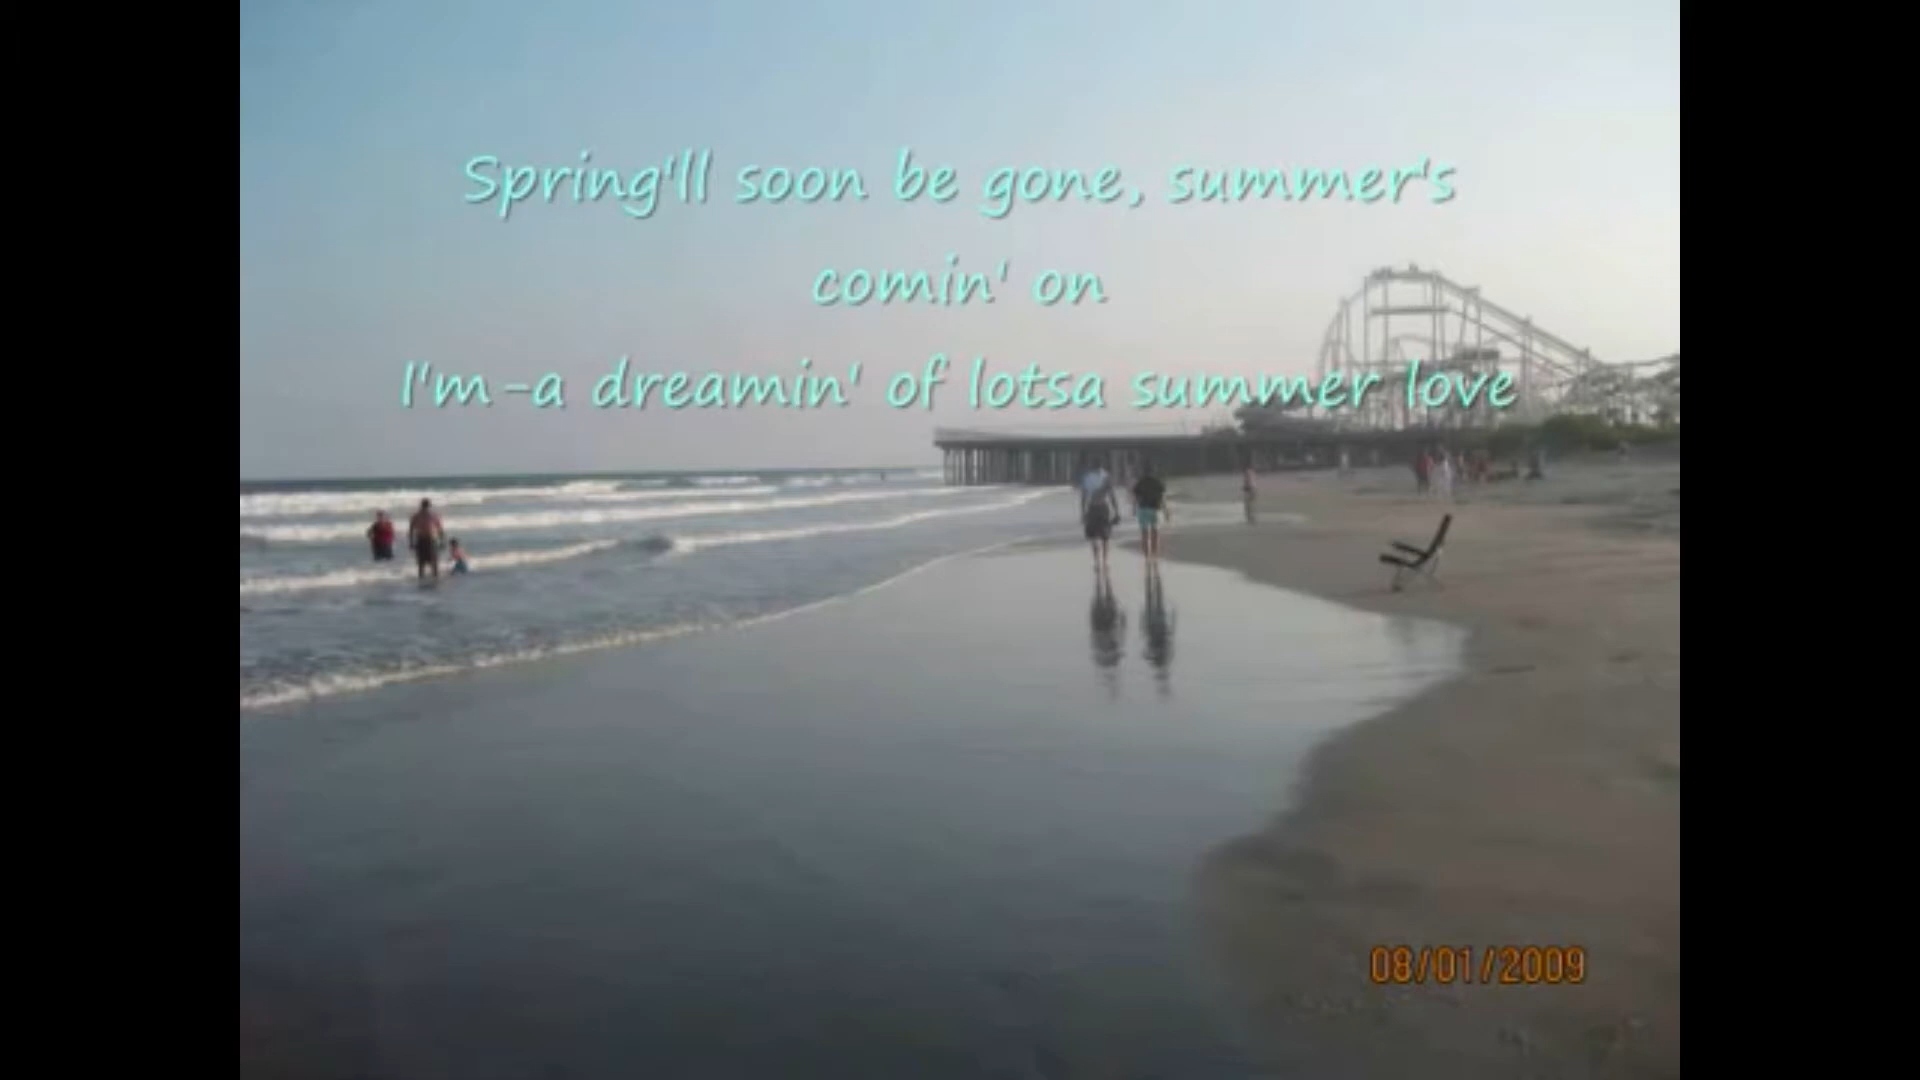 Spring'll soon be gone, summer's
comin' on
I'm-a dreamin' of lotsa summer love
08/01/2009